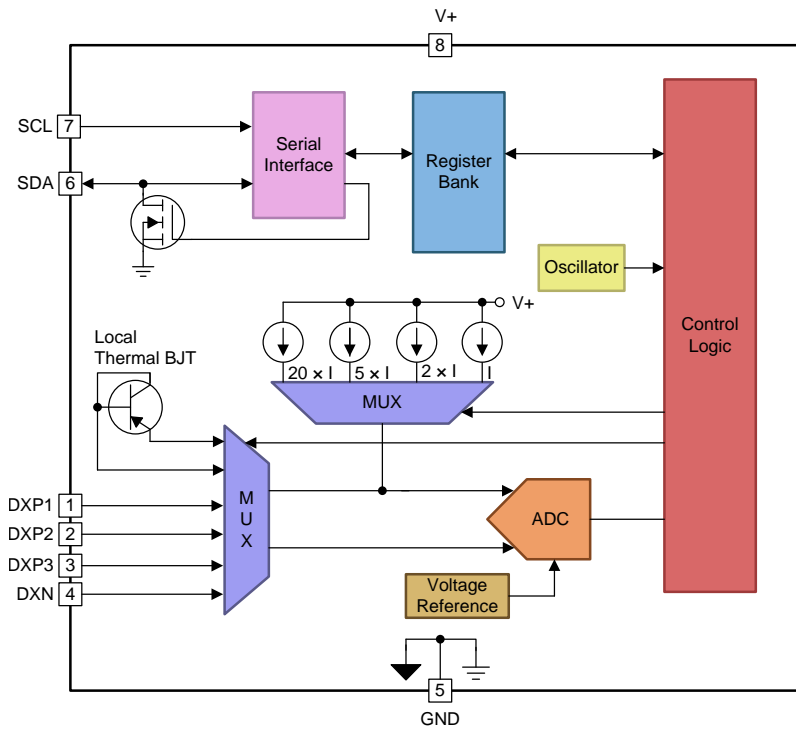 V+
8
SCL
7
SDA
6
Serial
Interface
Register
Bank
Oscillator
Control
Logic
V+
20 × I
5 × I
2 × I
I
MUX
Local
Thermal BJT
DXP1
1
DXP2
2
DXP3
3
DXN
4
M
U
X
ADC
Voltage
Reference
5
GND